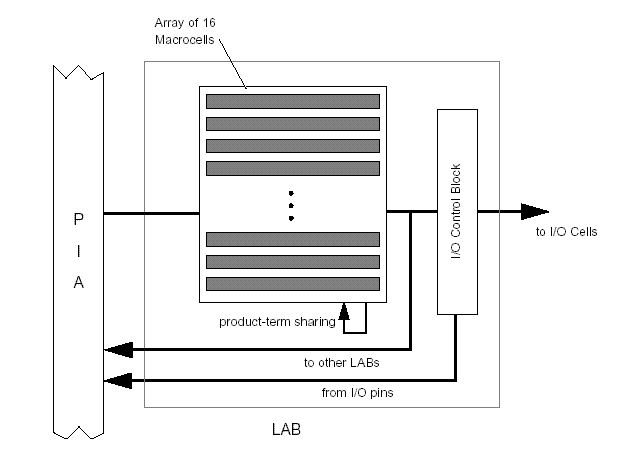 Array of 16
Macrocells
P
I
A
I/O Control Block
to I/O Cells
product-term sharing
to other LABs
from I/O pins
LAB